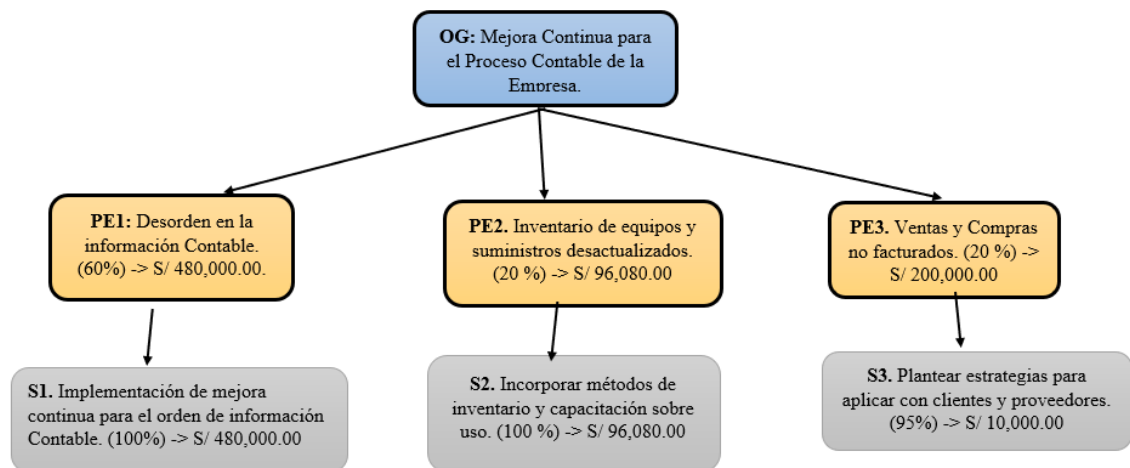 OG: Mejora Continua para
el Proceso Contable de la
Empresa.
PE1: Desorden en la
información Contable.
(60%) -> S/ 480,000.00.
PE2. Inventario de equipos y
suministros desactualizados.
(20 %) -> S/ 96,080.00
PE3. Ventas y Compras
no facturados. (20 %) ->
S/ 200,000.00
S1. Implementación de mejora
continua para el orden de información
Contable. (100%) -> S/ 480,000.00
S2. Incorporar métodos de
inventario y capacitación sobre
uso. (100 %) -> S/ 96,080.00
S3. Plantear estrategias para
aplicar con clientes y proveedores.
(95%) -> S/ 10,000.00